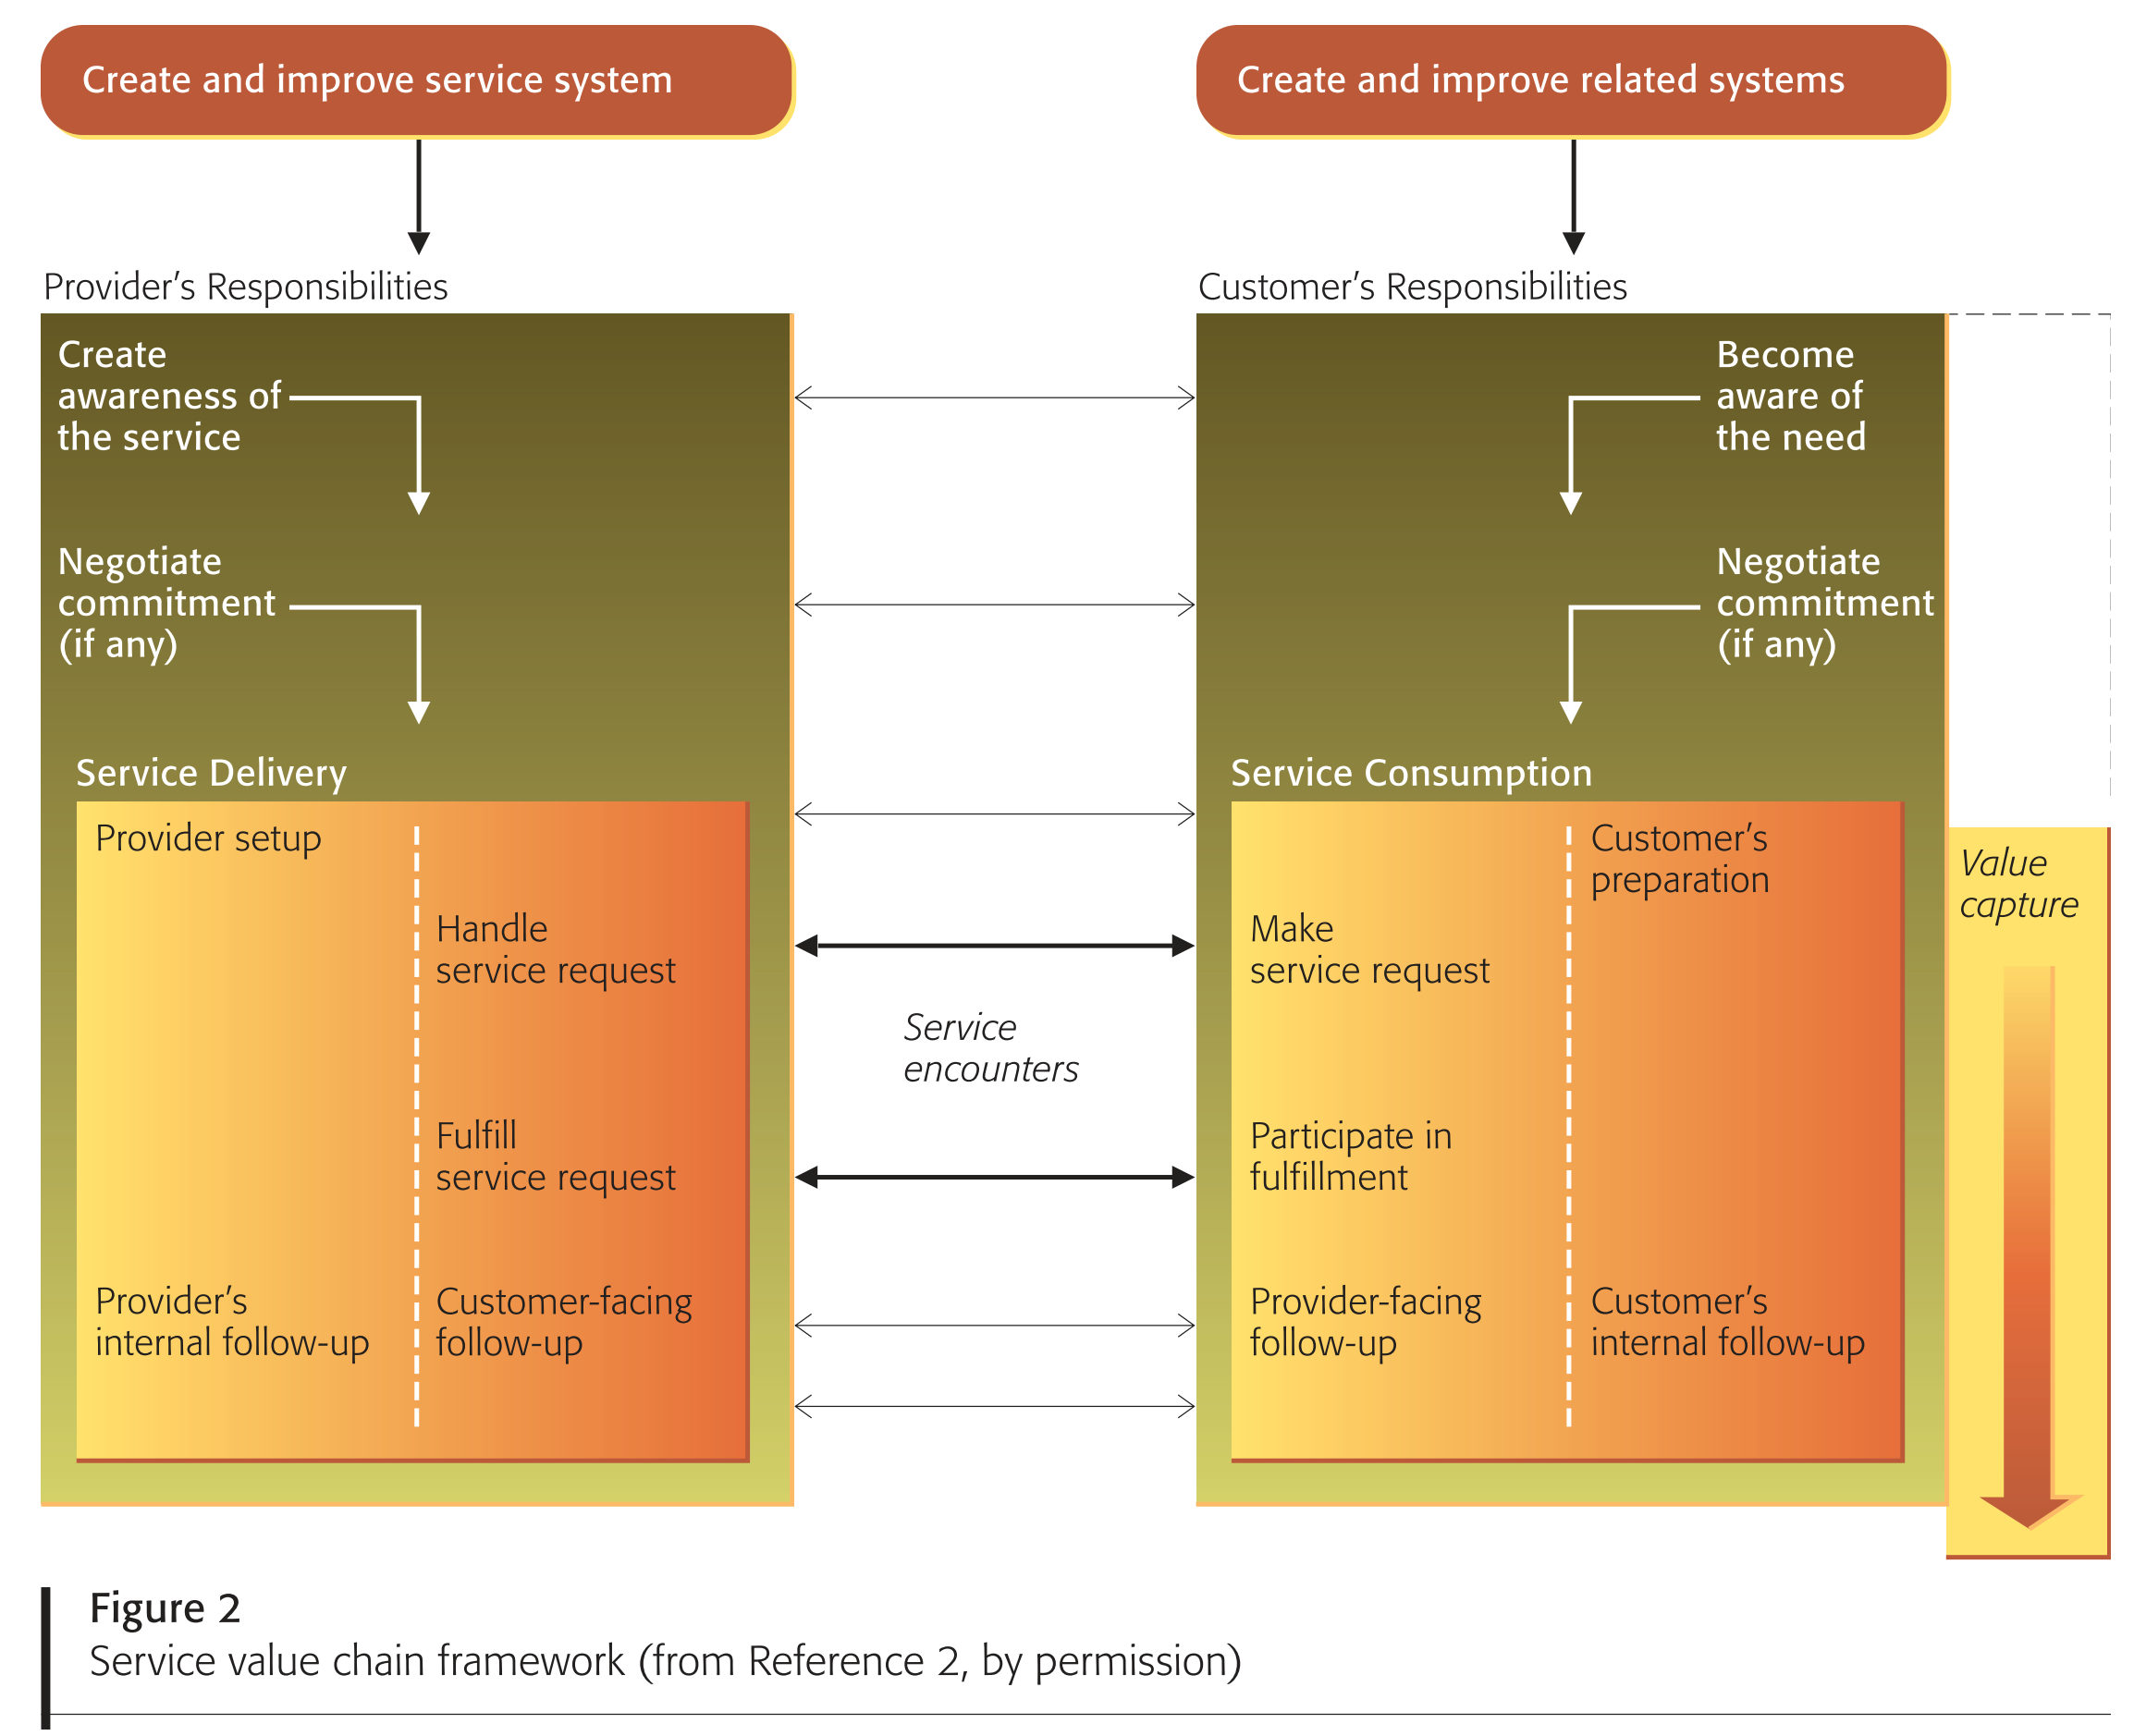 Create and improve service system
Create and improve related systems
Provider’s Responsibilities
Customer’s Responsibilities
Create
awareness of
the service
Become
aware of
the need
Negotiate
commitment
(if any)
Negotiate
commitment
(if any)
Service Delivery
Service Consumption
Provider setup
Handle
service request
Fulfill
service request
Provider’s
internal follow-up
Customer-facing
follow-up
Service
encounters
Customer’s
preparation
Make
service request
Participate in
fulfillment
Provider-facing
follow-up
Customer’s
internal follow-up
Value
capture
Figure 2
Service value chain framework (from Reference 2, by permission)